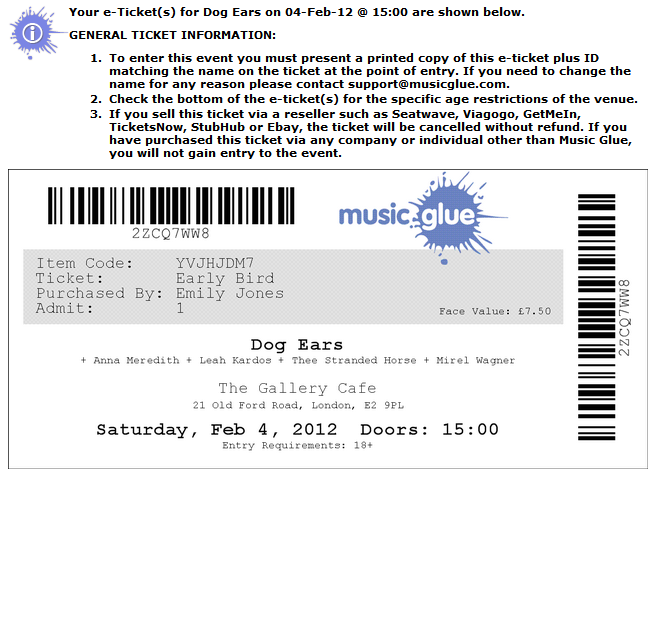 Your e-Ticket(s) for Dog Ears on 04-Feb-12 @ 15:00 are shown below.
GENERAL TICKET INFORMATION:
1. To enter this event you must present a printed copy of this e-ticket plus ID
matching the name on the ticket at the point of entry. If you need to change the
name for any reason please contact support@musicglue.com.
2. Check the bottom of the e-ticket(s) for the specific age restrictions of the venue.
3. If you sell this ticket via a reseller such as Seatwave, Viagogo, GetMeIn,
TicketsNow, StubHub or Ebay, the ticket will be cancelled without refund. If you
have purchased this ticket via any company or individual other than Music Glue,
you will not gain entry to the event.
2ZCQ7WW8
music glue
Item Code: YVJHJDM7
Ticket: Early Bird
Purchased By: Emily Jones
Admit: 1
Face Value: £7.50
2ZCQ7WW8
Dog Ears
+ Anna Meredith + Leah Kardos + Thee Stranded Horse + Mirel Wagner
The Gallery Cafe
21 Old Ford Road, London, E2 9PL
Saturday, Feb 4, 2012 Doors: 15:00
Entry Requirements: 18+